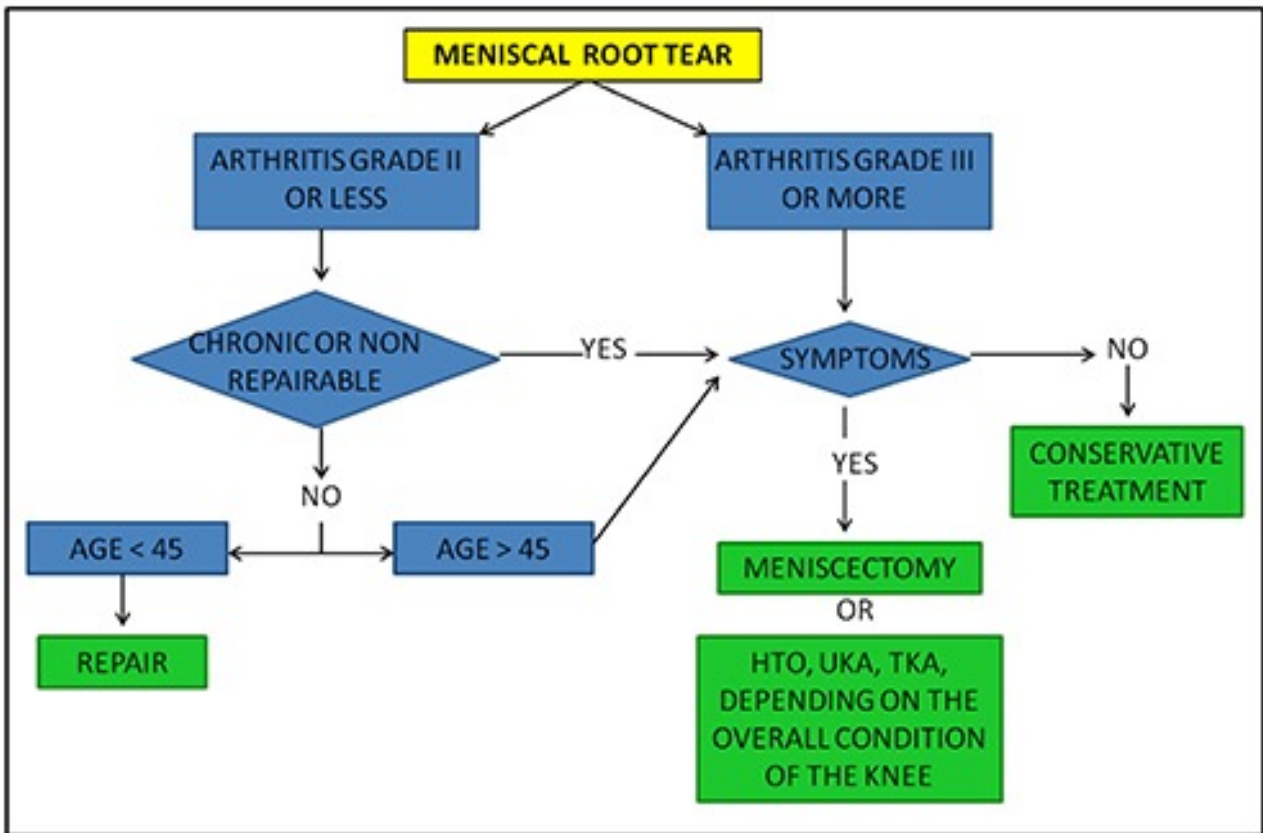 MENISCAL ROOT TEAR
ARTHRITIS GRADE II
OR LESS
ARTHRITIS GRADE III
OR MORE
CHRONIC OR NON
REPAIRABLE
YES
SYMPTOMS
NO
NO
YES
CONSERVATIVE
TREATMENT
AGE < 45
AGE > 45
MENISCECTOMY
OR
REPAIR
HTO, UKA, TKA,
DEPENDING ON THE
OVERALL CONDITION
OF THE KNEE